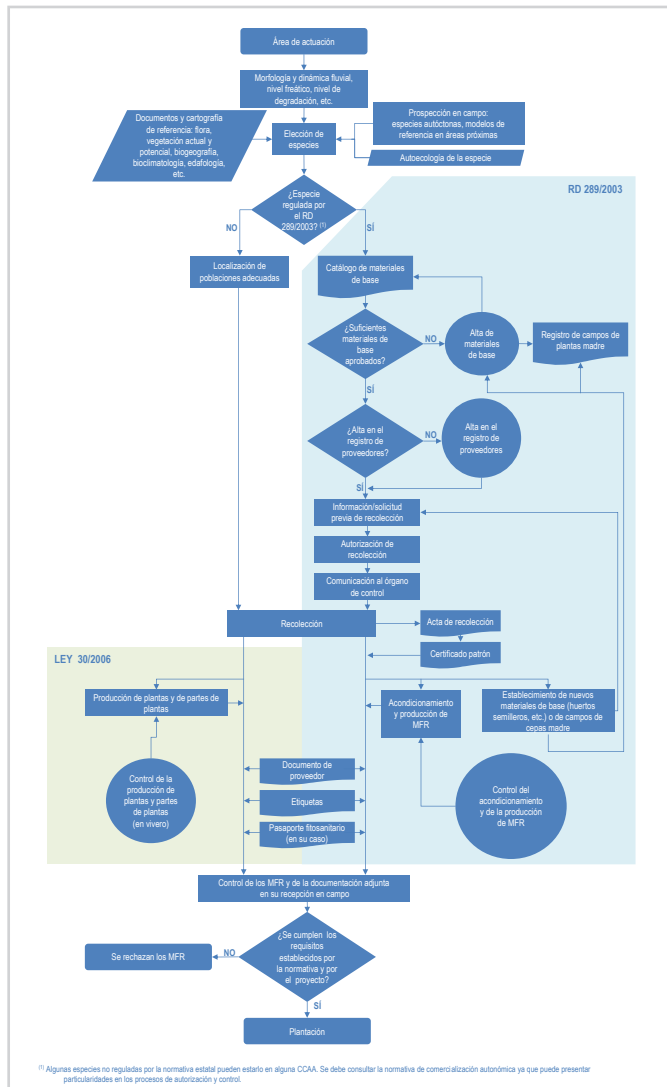 Área de actuación
Morfología y dinámica fluvial,
nivel freático, nivel de
degradación, etc.
Documentos y cartografía
de referencia: flora,
vegetación actual y
potencial, biogeografía,
bioclimatología, edafología,
etc.
Elección de
especies
Prospección en campo:
especies autóctonas, modelos de
referencia en áreas próximas
Autoecología de la especie
RD 289/2003
¿Especie
regulada por
el RD
289/2003? (1)
NO
SÍ
Localización de
poblaciones adecuadas
Catálogo de materiales
de base
¿Suficientes
materiales de
base
aprobados?
NO
Alta de
materiales
de base
Registro de campos de
plantas madre
SÍ
¿Alta en el
registro de
proveedores?
NO
Alta en el
registro de
proveedores
SÍ
Información/solicitud
previa de recolección
Autorización de
recolección
Comunicación al órgano
de control
Recolección
Acta de recolección
Certificado patrón
LEY 30/2006
Producción de plantas y de partes de
plantas
Acondicionamiento
y producción de
MFR
Establecimiento de nuevos
materiales de base (huertos
semilleros, etc.) o de campos de
cepas madre
Control de la
producción de
plantas y partes
de plantas
(en vivero)
Documento de
proveedor
Etiquetas
Pasaporte fitosanitario
(en su caso)
Control del
acondicionamiento
y de la producción
de MFR
Control de los MFR y de la documentación adjunta
en su recepción en campo
¿Se cumplen los
requisitos
establecidos por
la normativa y por
el proyecto?
NO
Se rechazan los MFR
SÍ
Plantación
(1) Algunas especies no reguladas por la normativa estatal pueden estarlo en alguna CCAA. Se debe consultar la normativa de comercialización autonómica ya que puede presentar
particularidades en los procesos de autorización y control.